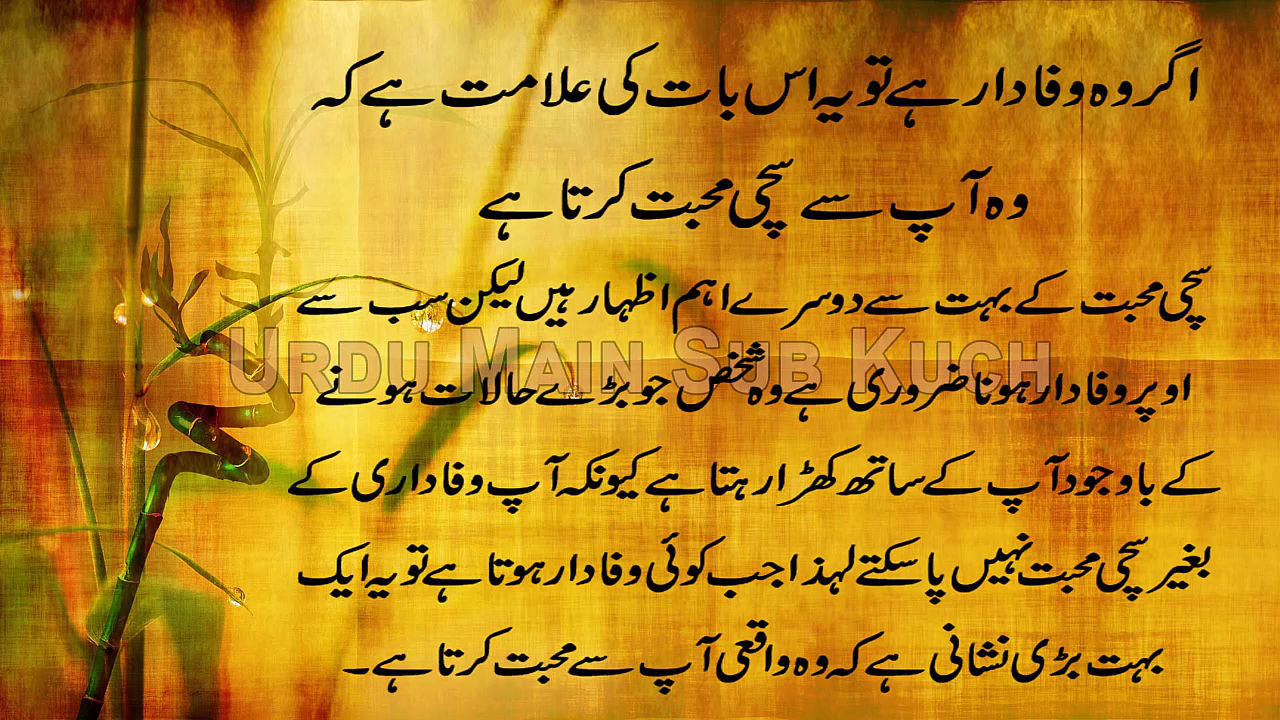 اگر وہ وفادار ہے تو یہ اس بات کی علامت ہے کہ
وہ آپ سے سچی محبت کرتا ہے
سچی محبت کے بہت سے دوسرے اہم اظہار ہیں لیکن سب سے
URDU MAIN SUB KUCH
اوپر وفادار ہونا ضروری ہے وہ شخص جو بڑے حالات ہونے
کے باوجود آپ کے ساتھ کھڑا رہتا ہے کیونکہ آپ وفاداری کے
بغیر سچی محبت نہیں پا سکتے لہذا جب کوئی وفادار ہوتا ہے تو یہ ایک
بہت بڑی نشانی ہے کہ وہ واقعی آپ سے محبت کرتا ہے۔